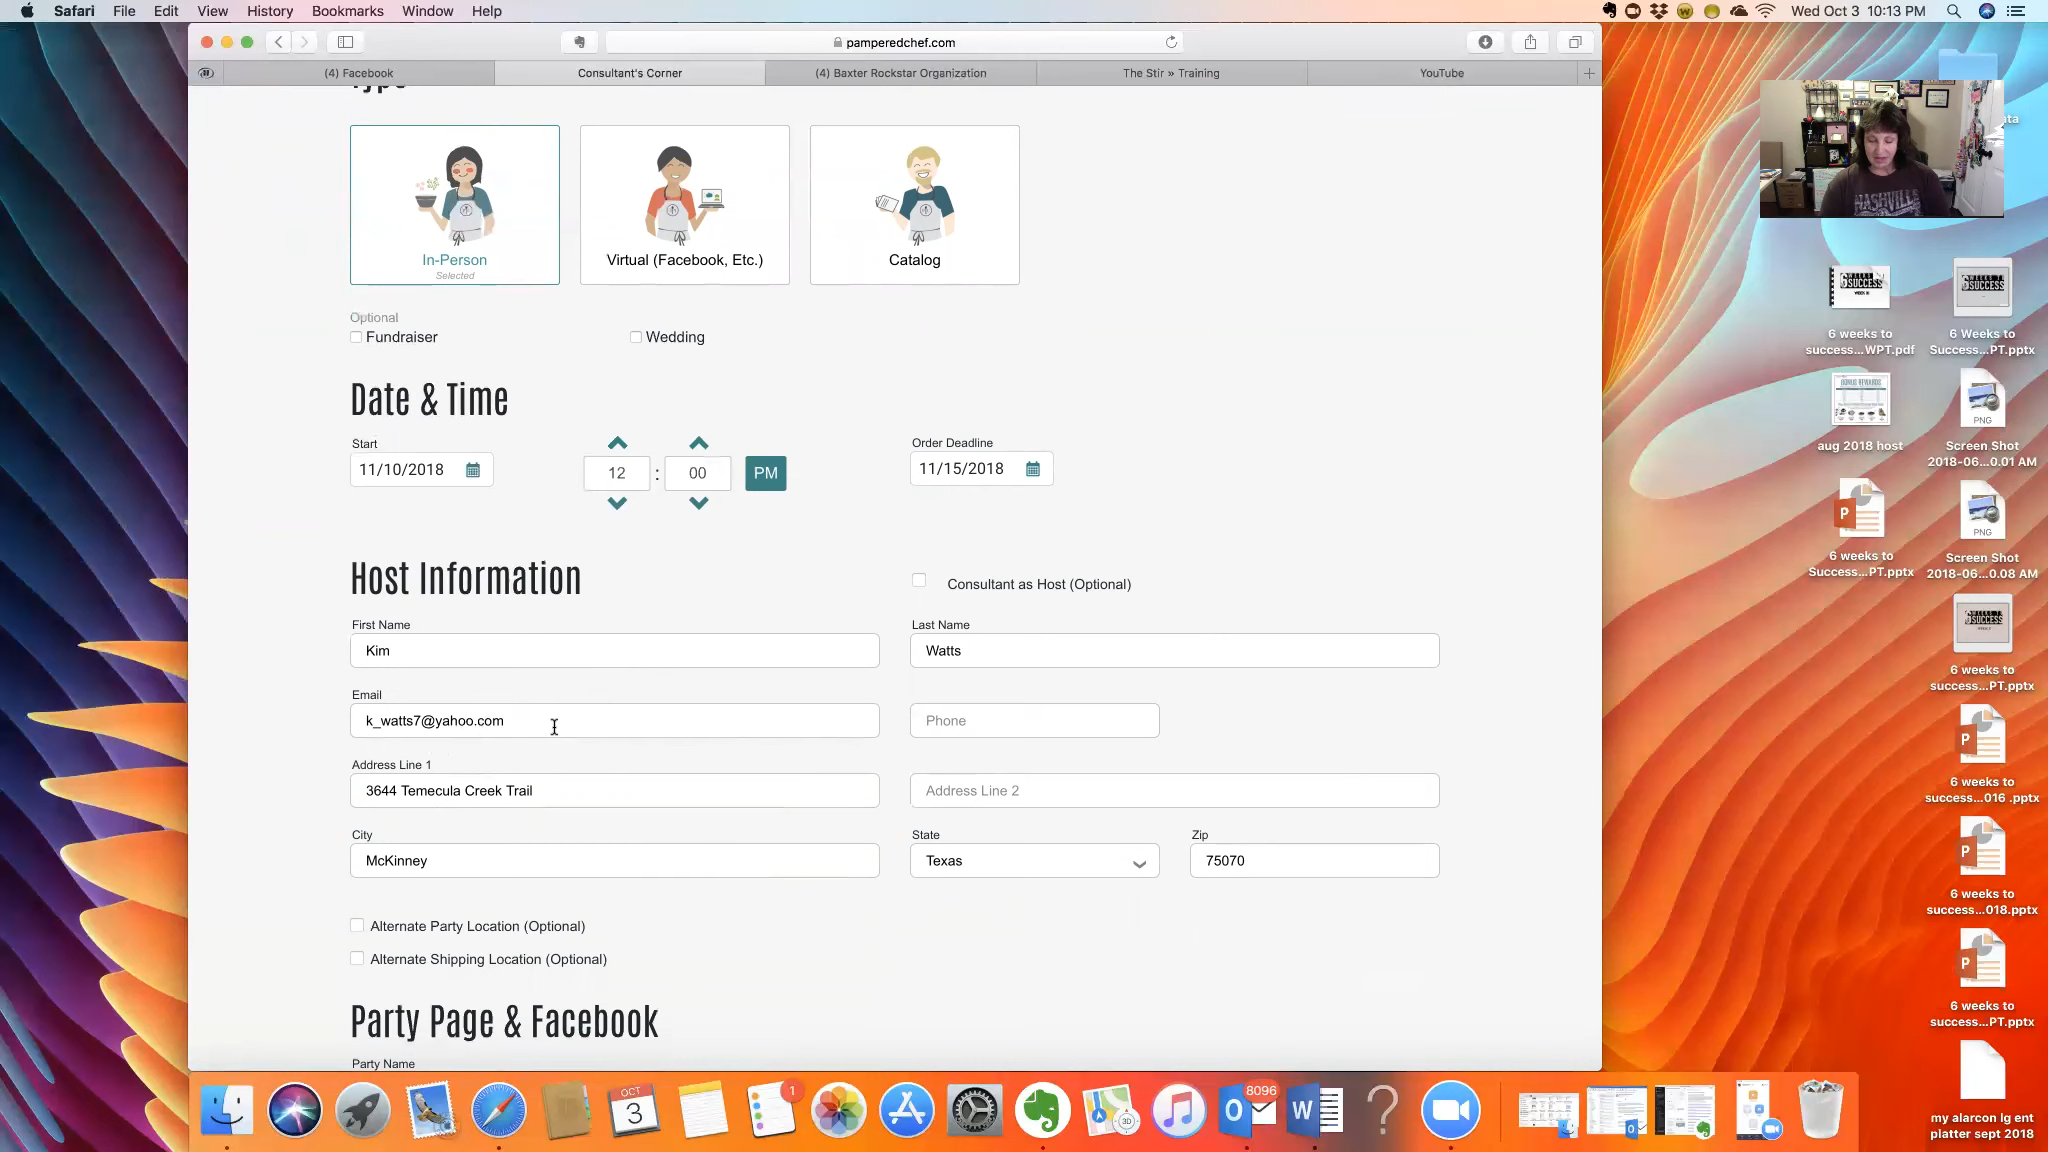 Safari File Edit View History Bookmarks Window Help
Wed Oct 3 10:13 PM
pamperedchef.com
(4) Facebook
Consultant's Corner
(4) Baxter Rockstar Organization
The Stir » Training
YouTube
Type
In-Person
Selected
Virtual (Facebook, Etc.)
Catalog
Optional
Fundraiser
Wedding
Date & Time
Start
11/10/2018
12 : 00 PM
Order Deadline
11/15/2018
Host Information
Consultant as Host (Optional)
First Name
Kim
Last Name
Watts
Email
k_watts7@yahoo.com
Phone
Address Line 1
3644 Temecula Creek Trail
Address Line 2
City
McKinney
State
Texas
Zip
75070
Alternate Party Location (Optional)
Alternate Shipping Location (Optional)
Party Page & Facebook
Party Name
NASHVILLE
6 weeks to
success...WPT.pdf
6 Weeks to
Success...PT.pptx
aug 2018 host
PNG
Screen Shot
2018-06...0.01 AM
6 weeks to
Success...PT.pptx
PNG
Screen Shot
2018-06...0.08 AM
6 weeks to
success...PT.pptx
6 weeks to
success...016 .pptx
6 weeks to
success...018.pptx
6 weeks to
success...PT.pptx
my alarcon lg ent
platter sept 2018
OCT
3
1
3D
8096